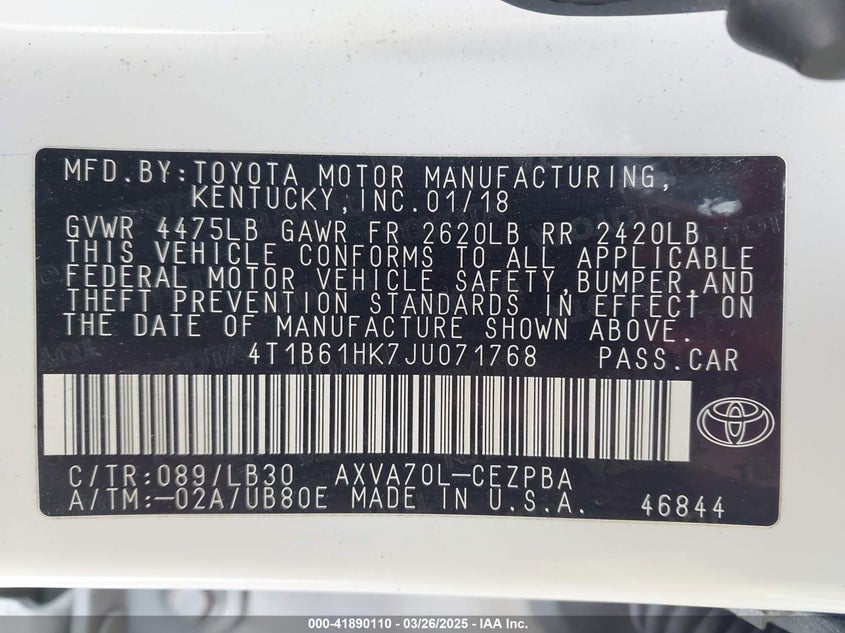 MFD.BY:TOYOTA MOTOR MANUFACTURING,
KENTUCKY,INC.01/18
GVWR 4475LB GAWR FR 2620LB RR 2420LB
THIS VEHICLE CONFORMS TO ALL APPLICABLE
FEDERAL MOTOR VEHICLE SAFETY,BUMPER,AND
THEFT PREVENTION STANDARDS IN EFFECT ON
THE DATE OF MANUFACTURE SHOWN ABOVE.
4T1B61HK7JU071768 PASS.CAR
C/TR:089/LB30 AXVA70L-CEZPBA
A/TM:-02A/UB80E MADE IN U.S.A. 46844
000-41890110 - 03/26/2025 - IAA Inc.